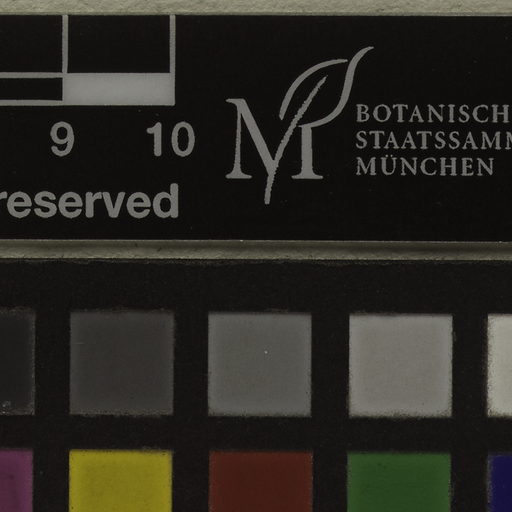 9 10
reserved
BOTANISCH
STAATSSAMM
MÜNCHEN